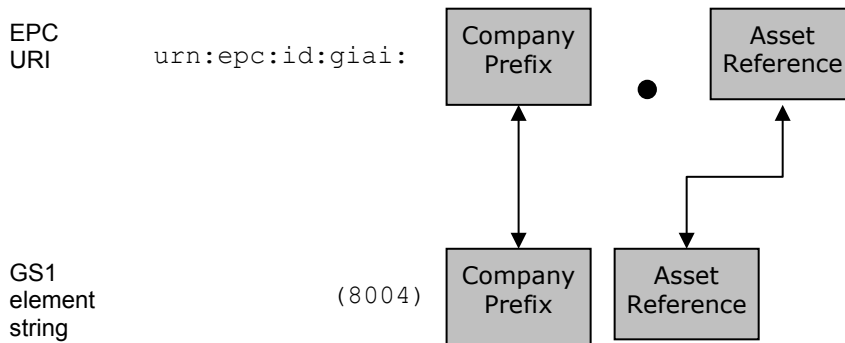 EPC
URI
urn:epc:id:giai:
Company
Prefix
•
Asset
Reference
GS1
element
string
(8004)
Company
Prefix
Asset
Reference